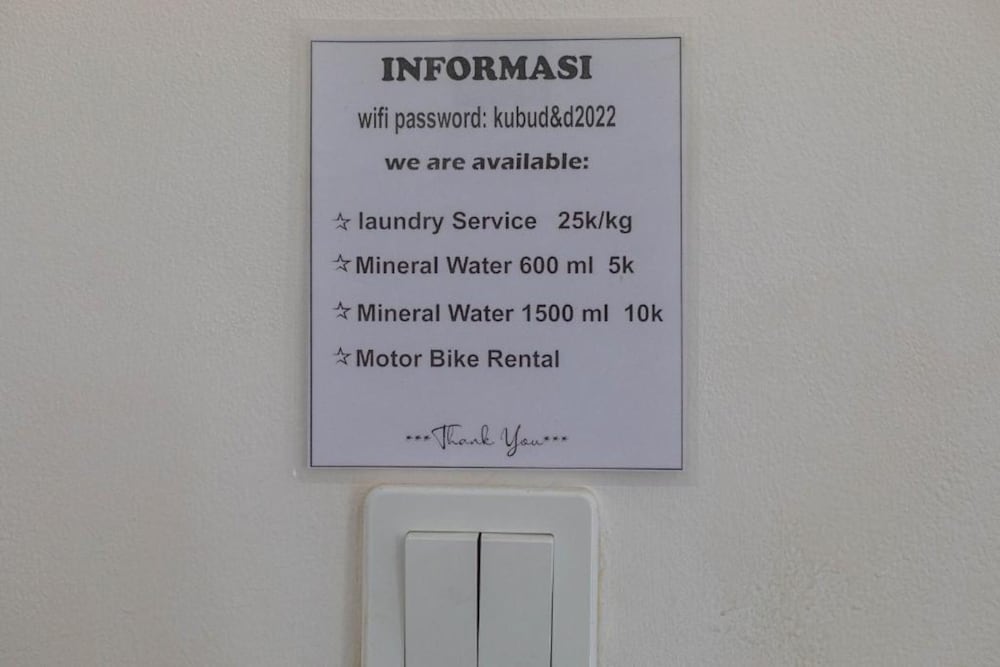 INFORMASI
wifi password: kubud&d2022
we are available:
☆ laundry Service 25k/kg
☆ Mineral Water 600 ml 5k
☆ Mineral Water 1500 ml 10k
☆ Motor Bike Rental
***Thank You***